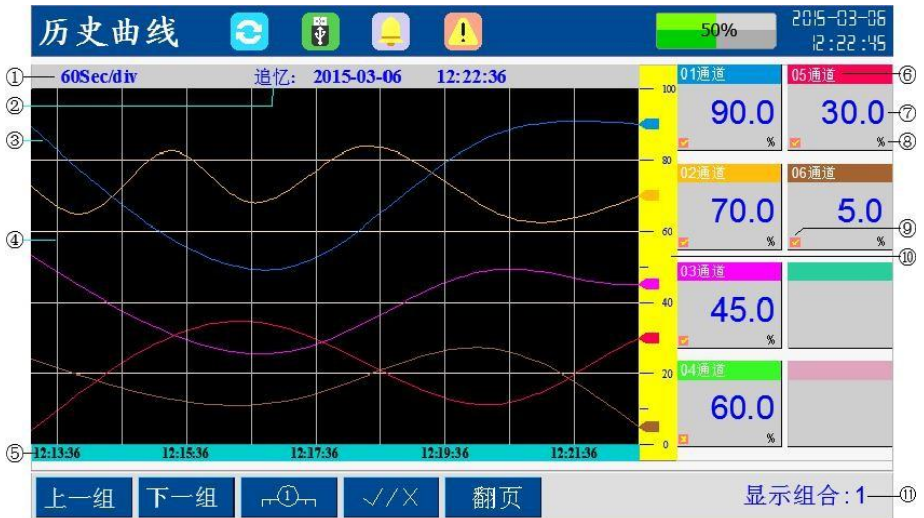 历史曲线
50%
2015-03-06
12:22:45
① 60Sec/div 追忆: 2015-03-06 12:22:36
②
③
④
⑤
100
80
60
40
20
0
12:13:36 12:15:36 12:17:36 12:19:36 12:21:36
01通道
90.0
%
05通道 ⑥
30.0 ⑦
% ⑧
02通道
70.0
%
06通道
5.0
% ⑨
⑩
03通道
45.0
%
04通道
60.0
%
上一组 下一组 ① √//X 翻页 显示组合:1 ⑪